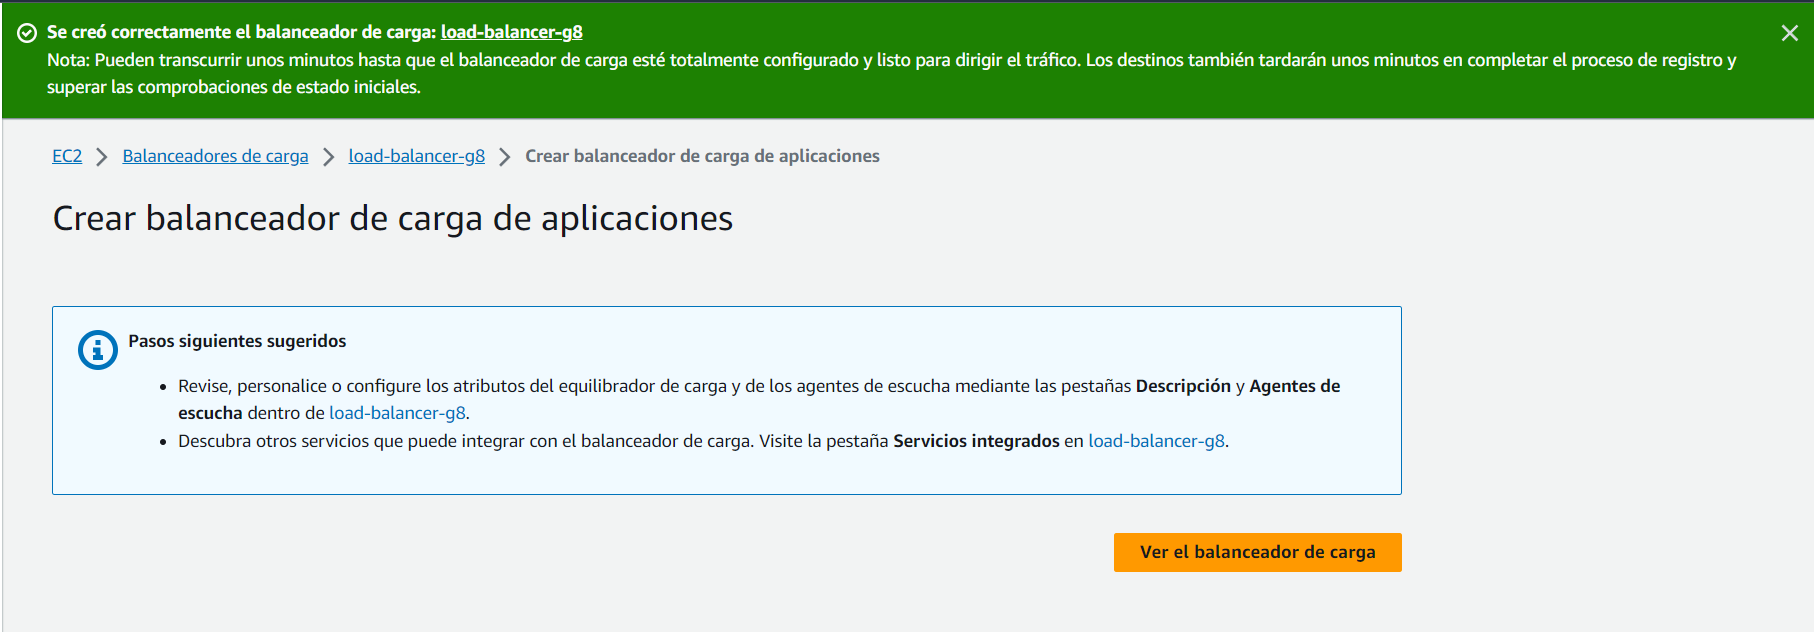 Se creó correctamente el balanceador de carga: load-balancer-g8
Nota: Pueden transcurrir unos minutos hasta que el balanceador de carga esté totalmente configurado y listo para dirigir el tráfico. Los destinos también tardarán unos minutos en completar el proceso de registro y
superar las comprobaciones de estado iniciales.
EC2 > Balanceadores de carga > load-balancer-g8 > Crear balanceador de carga de aplicaciones
Crear balanceador de carga de aplicaciones
Pasos siguientes sugeridos
• Revise, personalice o configure los atributos del equilibrador de carga y de los agentes de escucha mediante las pestañas Descripción y Agentes de
escucha dentro de load-balancer-g8.
• Descubra otros servicios que puede integrar con el balanceador de carga. Visite la pestaña Servicios integrados en load-balancer-g8.
Ver el balanceador de carga